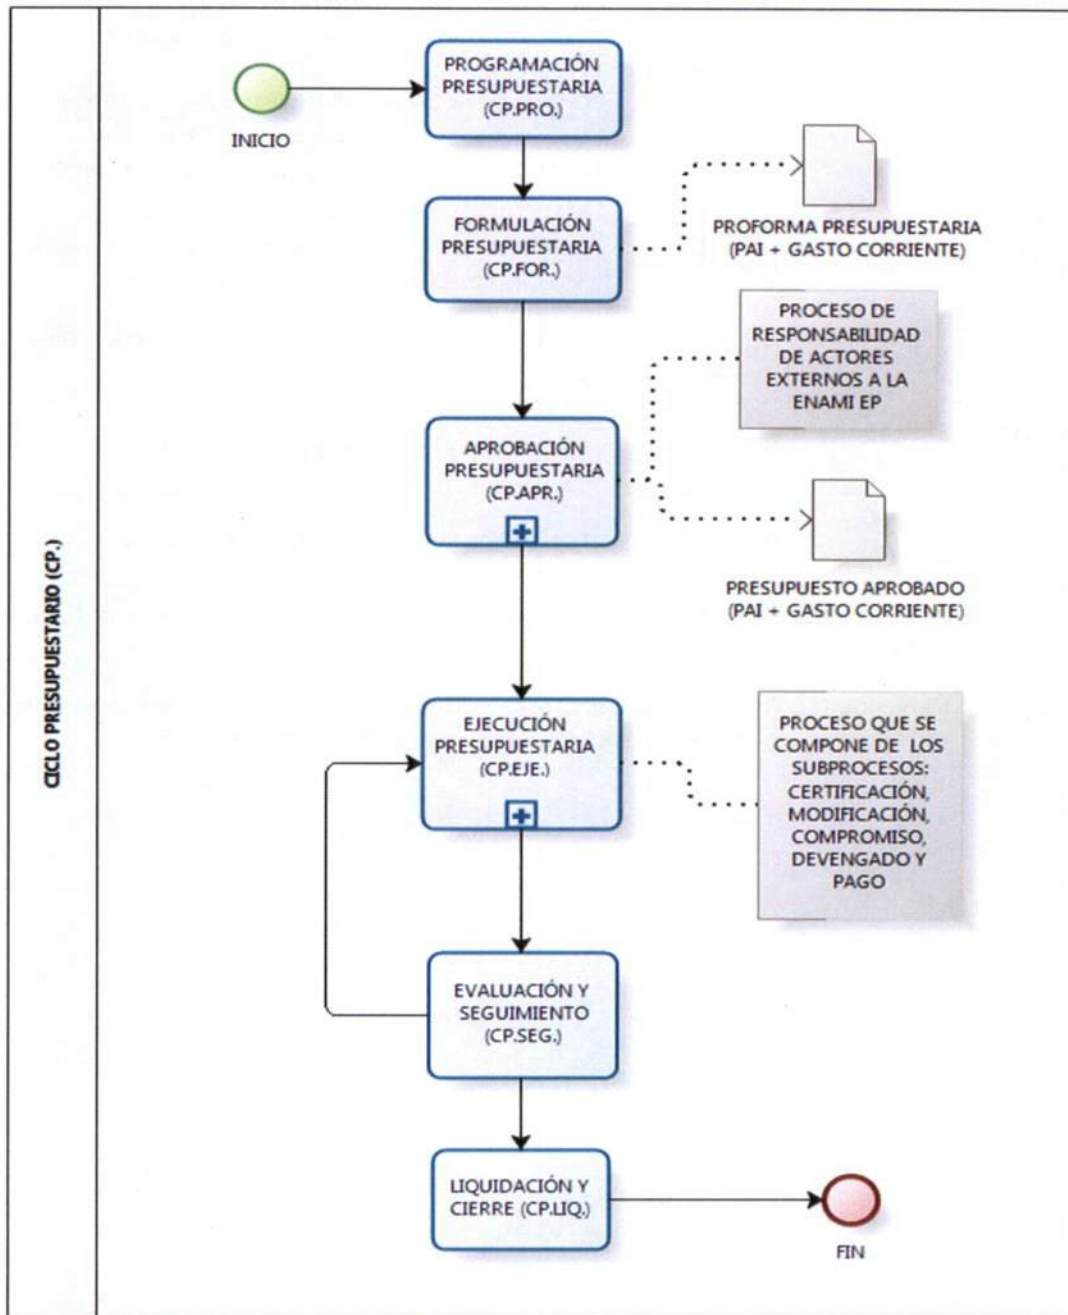 CICLO PRESUPUESTARIO (CP.)
INICIO
PROGRAMACIÓN
PRESUPUESTARIA
(CP.PRO.)
FORMULACIÓN
PRESUPUESTARIA
(CP.FOR.)
PROFORMA PRESUPUESTARIA
(PAI + GASTO CORRIENTE)
PROCESO DE
RESPONSABILIDAD
DE ACTORES
EXTERNOS A LA
ENAMI EP
APROBACIÓN
PRESUPUESTARIA
(CP.APR.)
PRESUPUESTO APROBADO
(PAI + GASTO CORRIENTE)
EJECUCIÓN
PRESUPUESTARIA
(CP.EJE.)
PROCESO QUE SE
COMPONE DE LOS
SUBPROCESOS:
CERTIFICACIÓN,
MODIFICACIÓN,
COMPROMISO,
DEVENGADO Y
PAGO
EVALUACIÓN Y
SEGUIMIENTO
(CP.SEG.)
LIQUIDACIÓN Y
CIERRE (CP.LIQ.)
FIN